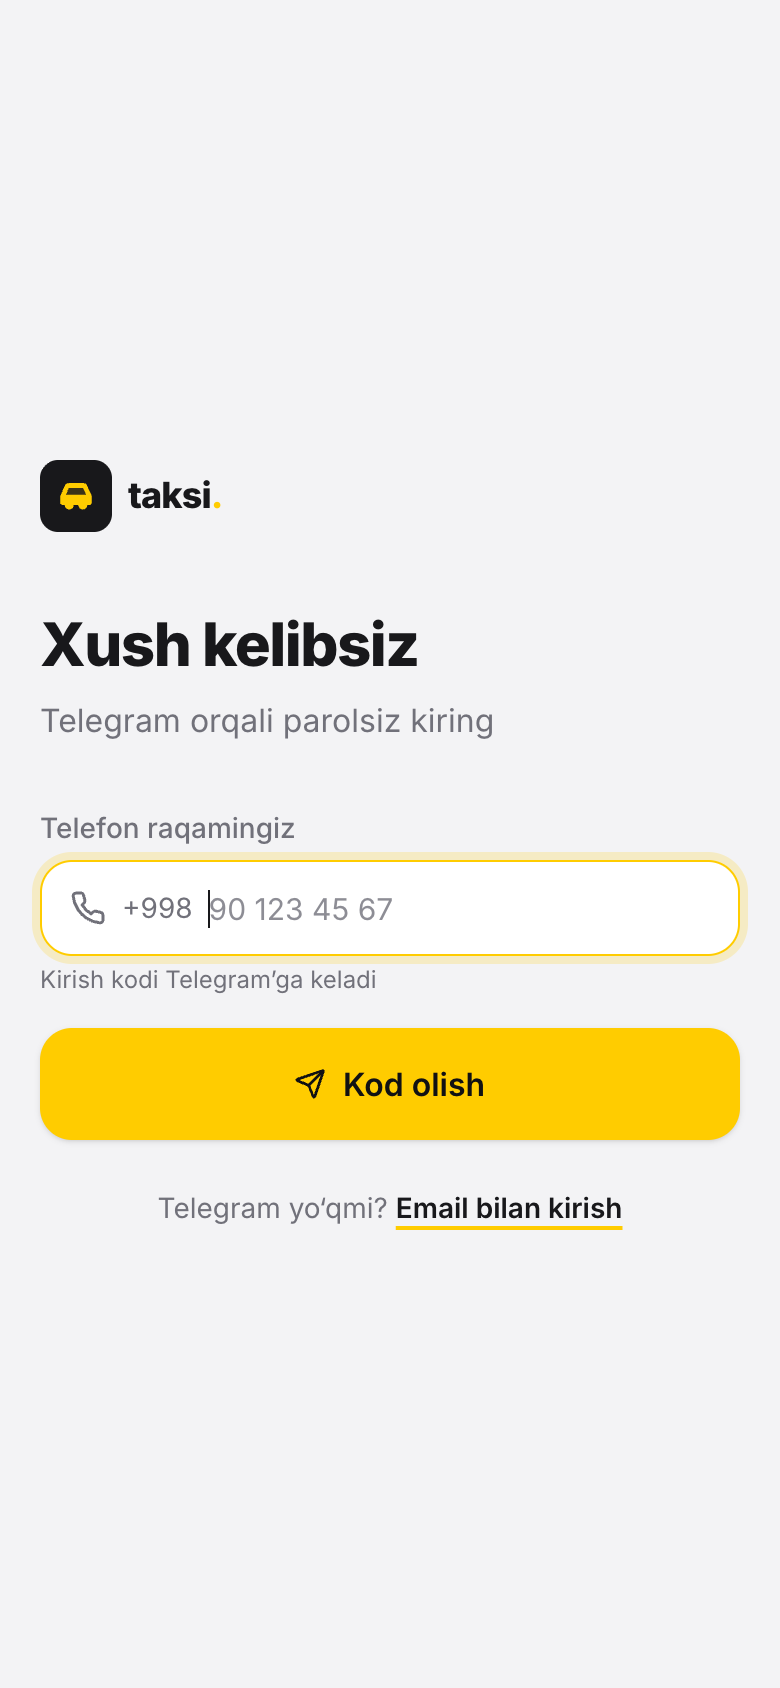 taksi.
Xush kelibsiz
Telegram orqali parolsiz kiring
Telefon raqamingiz
+998 90 123 45 67
Kirish kodi Telegram’ga keladi
Kod olish
Telegram yo‘qmi? Email bilan kirish